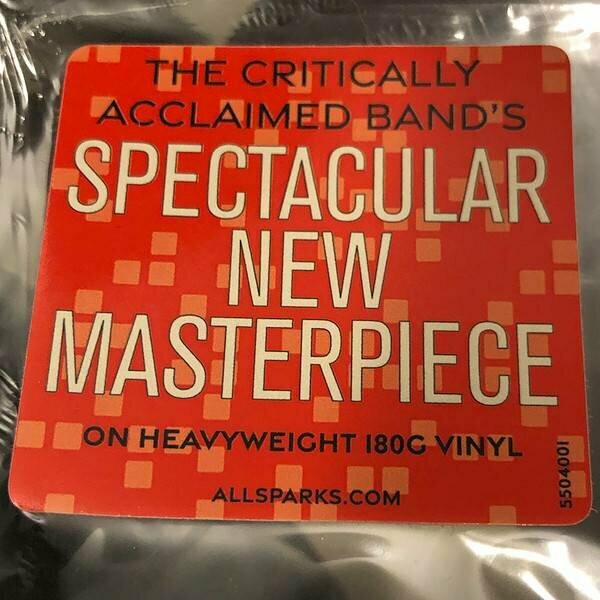 THE CRITICALLY
ACCLAIMED BAND'S
SPECTACULAR
NEW
MASTERPIECE
ON HEAVYWEIGHT 180G VINYL
ALLSPARKS.COM
5504001